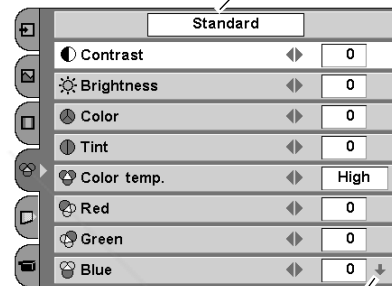 Standard
Contrast 0
Brightness 0
Color 0
Tint 0
Color temp. High
Red 0
Green 0
Blue 0